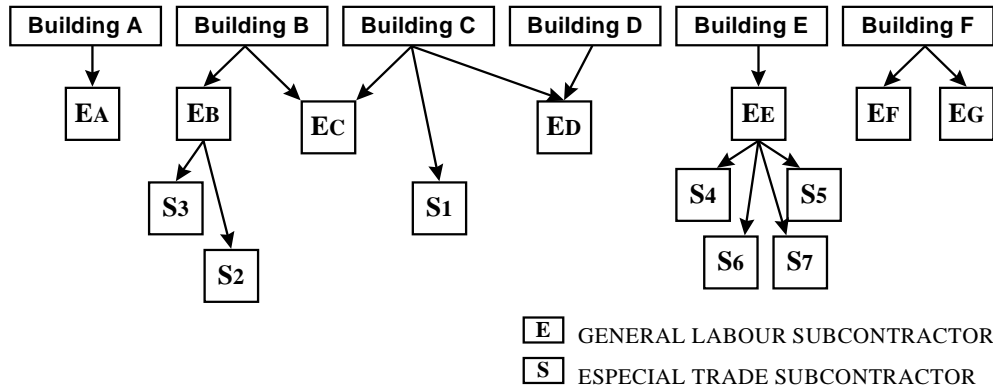 Building A Building B Building C Building D Building E Building F
EA EB EC ED EE EF EG
S3 S1 S4 S5
S2 S6 S7
E GENERAL LABOUR SUBCONTRACTOR
S ESPECIAL TRADE SUBCONTRACTOR